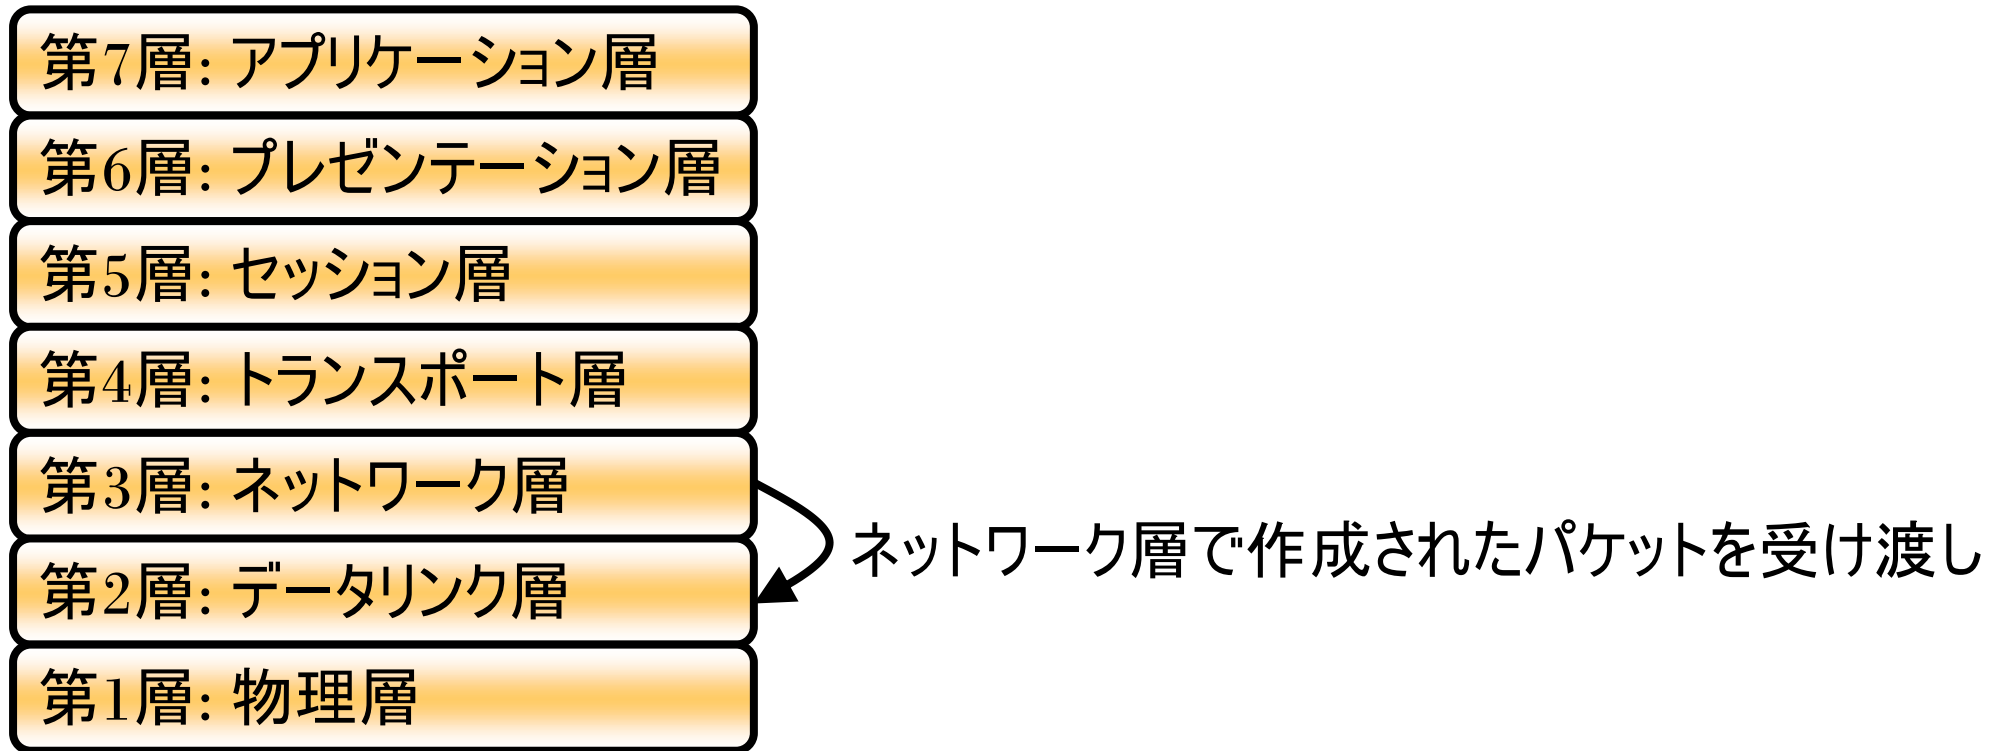 第7層: アプリケーション層
第6層: プレゼンテーション層
第5層: セッション層
第4層: トランスポート層
第3層: ネットワーク層
ネットワーク層で作成されたパケットを受け渡し
第2層: データリンク層
第1層: 物理層